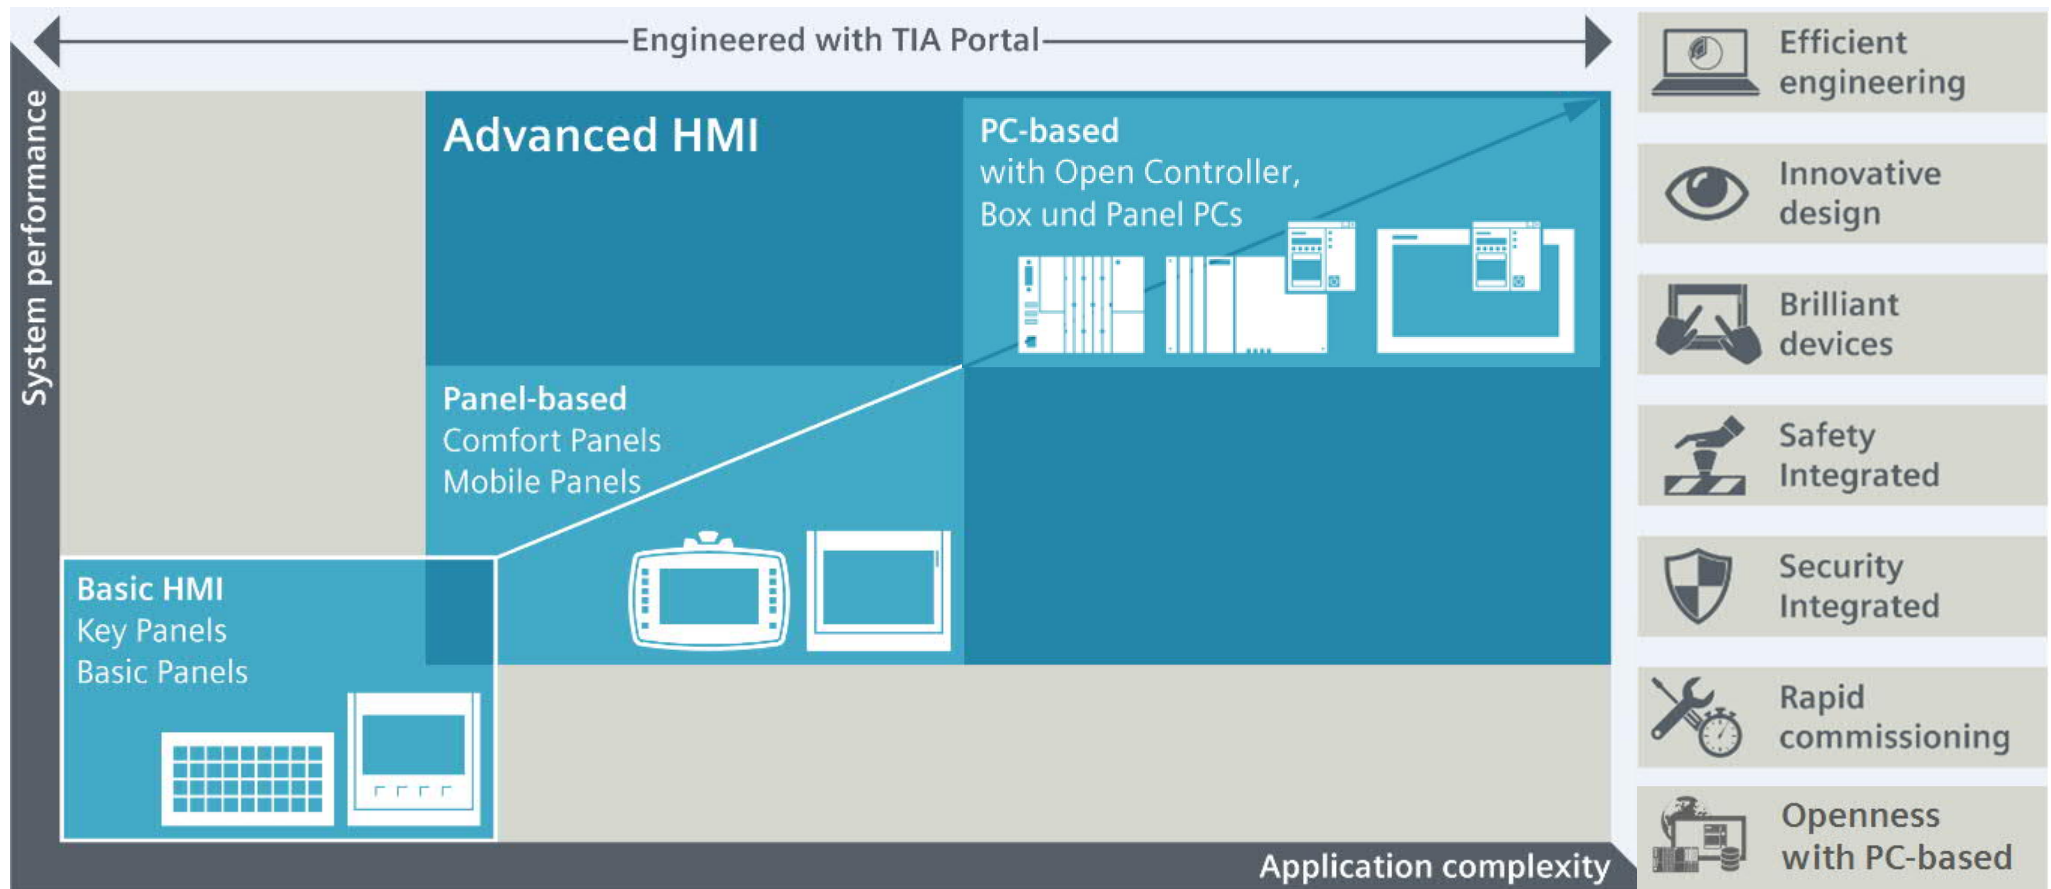 Engineered with TIA Portal
System performance
Advanced HMI
PC-based
with Open Controller,
Box und Panel PCs
Panel-based
Comfort Panels
Mobile Panels
Basic HMI
Key Panels
Basic Panels
Application complexity
Efficient
engineering
Innovative
design
Brilliant
devices
Safety
Integrated
Security
Integrated
Rapid
commissioning
Openness
with PC-based